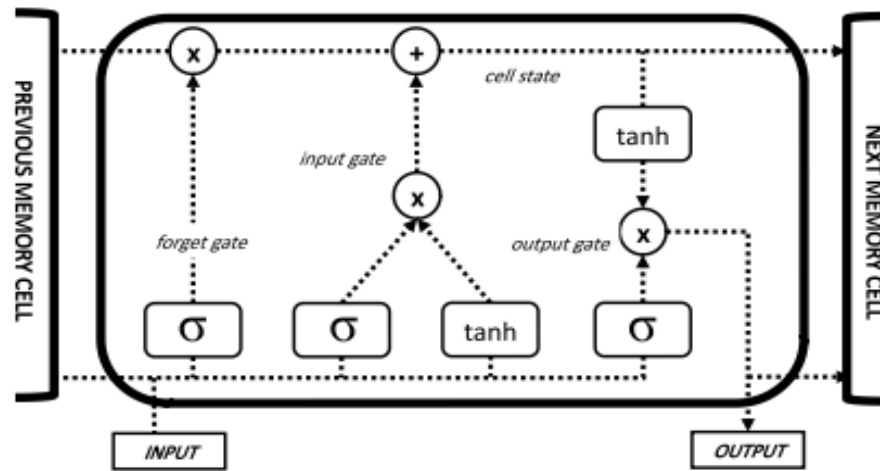 PREVIOUS MEMORY CELL
x
+
cell state
NEXT MEMORY CELL
tanh
input gate
x
forget gate
output gate
x
σ
σ
tanh
σ
INPUT
OUTPUT